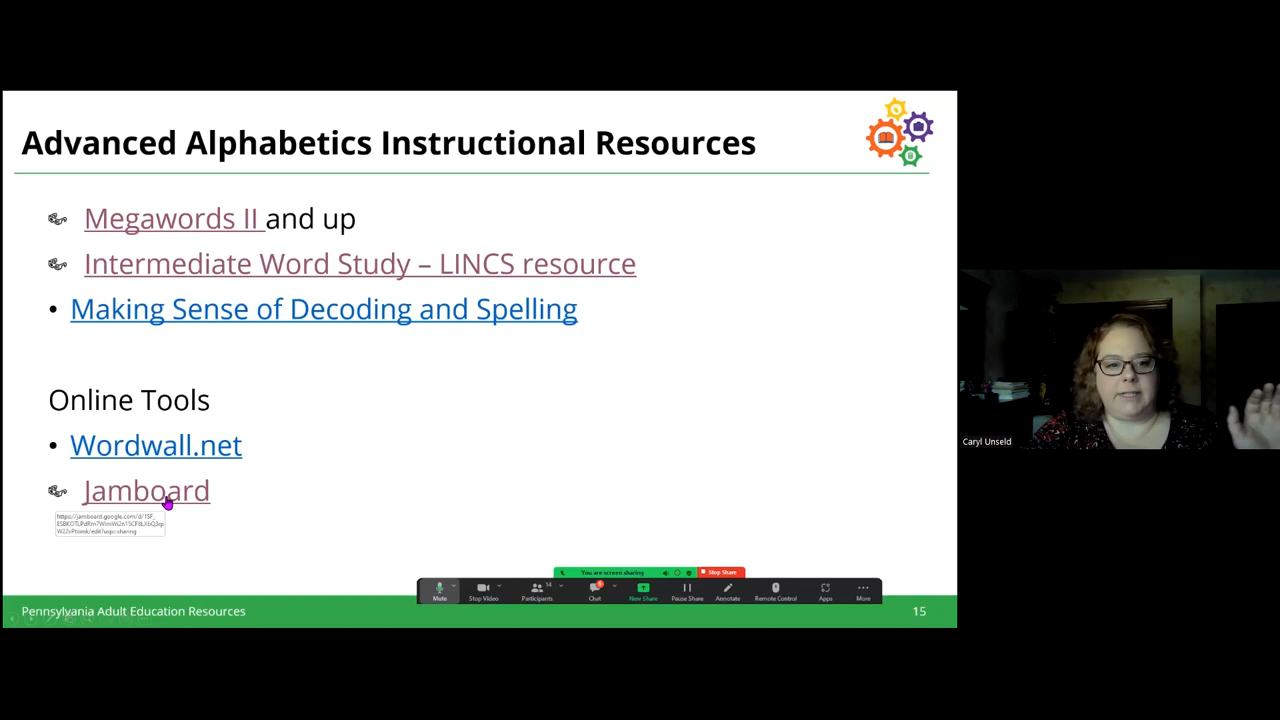 Advanced Alphabetics Instructional Resources
Megawords II and up
Intermediate Word Study – LINCS resource
• Making Sense of Decoding and Spelling
Online Tools
• Wordwall.net
Jamboard
You are screen sharing Stop Share
Mute Stop Video Participants 14 Chat New Share Pause Share Annotate Remote Control Apps More
Pennsylvania Adult Education Resources 15
Caryl Unseld